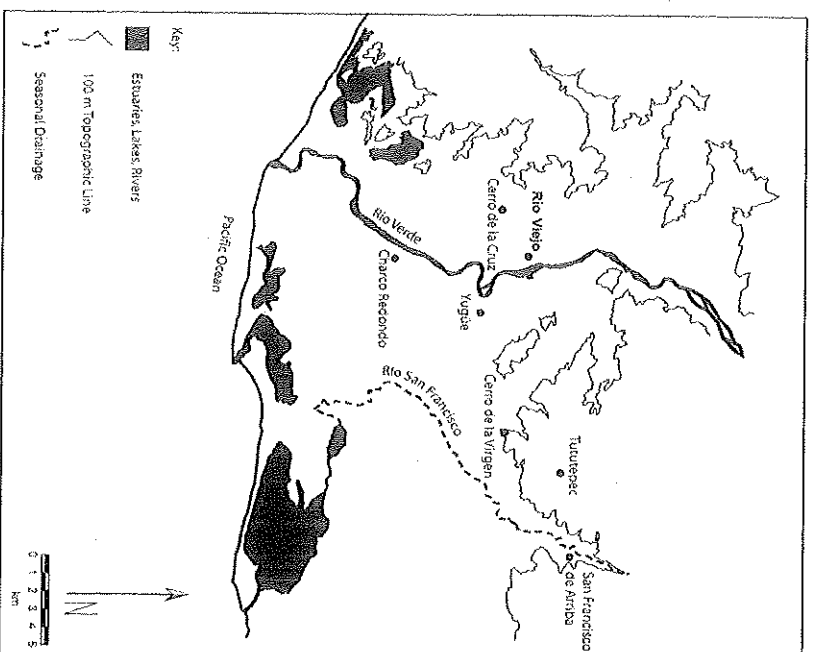 Río Viejo
Cerro de la Cruz
Río Verde
Yugüe
Charco Redondo
Cerro de la Virgen
Tututepec
San Francisco
de Arriba
Río San Francisco
Pacific Ocean
Key:
Estuaries, Lakes, Rivers
100 m Topographic Line
Seasonal Drainage
N
0 1 2 3 4 5
km